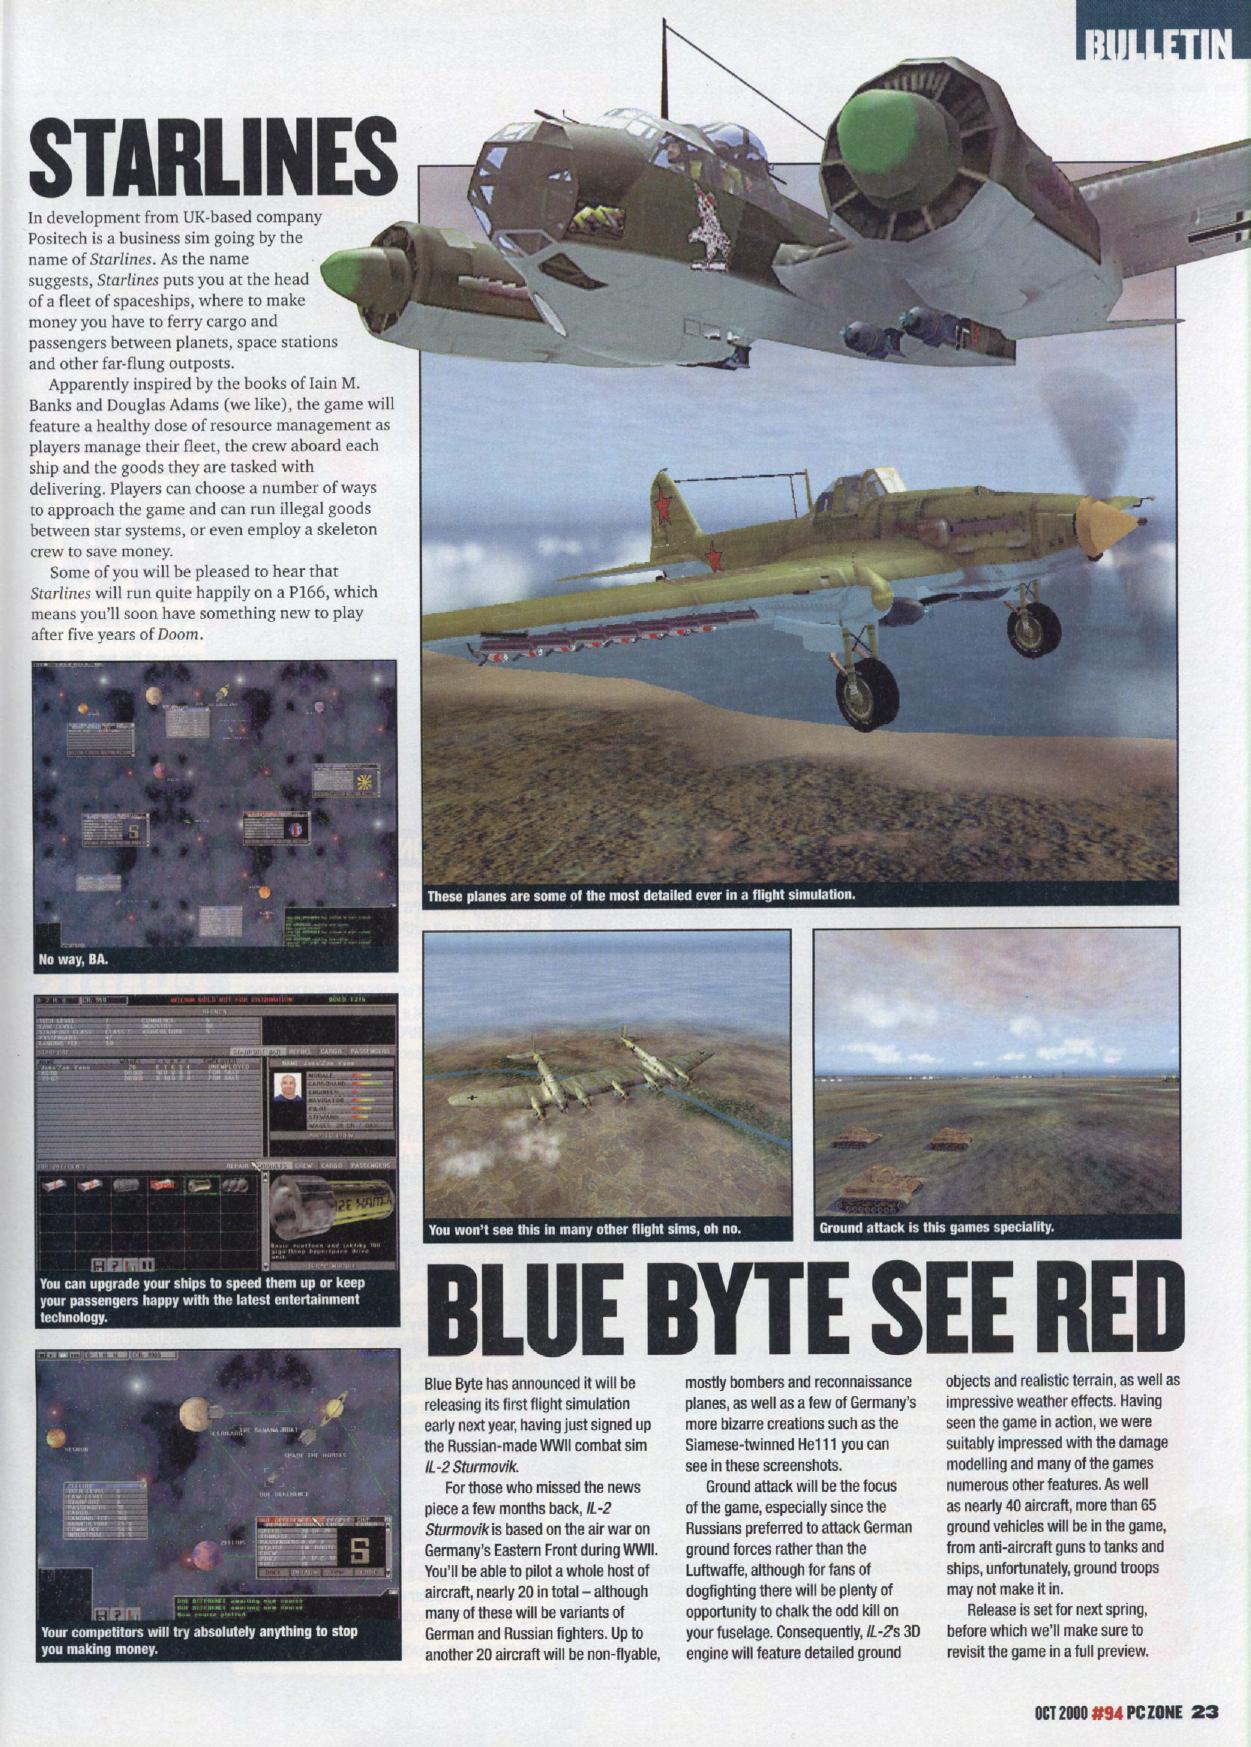 BULLETIN
STARLINES
In development from UK-based company
Positech is a business sim going by the
name of Starlines. As the name
suggests, Starlines puts you at the head
of a fleet of spaceships, where to make
money you have to ferry cargo and
passengers between planets, space stations
and other far-flung outposts.
Apparently inspired by the books of Iain M.
Banks and Douglas Adams (we like), the game will
feature a healthy dose of resource management as
players manage their fleet, the crew aboard each
ship and the goods they are tasked with
delivering. Players can choose a number of ways
to approach the game and can run illegal goods
between star systems, or even employ a skeleton
crew to save money.
Some of you will be pleased to hear that
Starlines will run quite happily on a P166, which
means you'll soon have something new to play
after five years of Doom.
No way, BA.
You can upgrade your ships to speed them up or keep
your passengers happy with the latest entertainment
technology.
Your competitors will try absolutely anything to stop
you making money.
These planes are some of the most detailed ever in a flight simulation.
You won't see this in many other flight sims, oh no.
Ground attack is this games speciality.
BLUE BYTE SEE RED
Blue Byte has announced it will be
releasing its first flight simulation
early next year, having just signed up
the Russian-made WWII combat sim
IL-2 Sturmovik.
For those who missed the news
piece a few months back, IL-2
Sturmovik is based on the air war on
Germany's Eastern Front during WWII.
You'll be able to pilot a whole host of
aircraft, nearly 20 in total – although
many of these will be variants of
German and Russian fighters. Up to
another 20 aircraft will be non-flyable,
mostly bombers and reconnaissance
planes, as well as a few of Germany's
more bizarre creations such as the
Siamese-twinned He111 you can
see in these screenshots.
Ground attack will be the focus
of the game, especially since the
Russians preferred to attack German
ground forces rather than the
Luftwaffe, although for fans of
dogfighting there will be plenty of
opportunity to chalk the odd kill on
your fuselage. Consequently, IL-2's 3D
engine will feature detailed ground
objects and realistic terrain, as well as
impressive weather effects. Having
seen the game in action, we were
suitably impressed with the damage
modelling and many of the games
numerous other features. As well
as nearly 40 aircraft, more than 65
ground vehicles will be in the game,
from anti-aircraft guns to tanks and
ships, unfortunately, ground troops
may not make it in.
Release is set for next spring,
before which we'll make sure to
revisit the game in a full preview.
OCT 2000 #94 PC ZONE 23